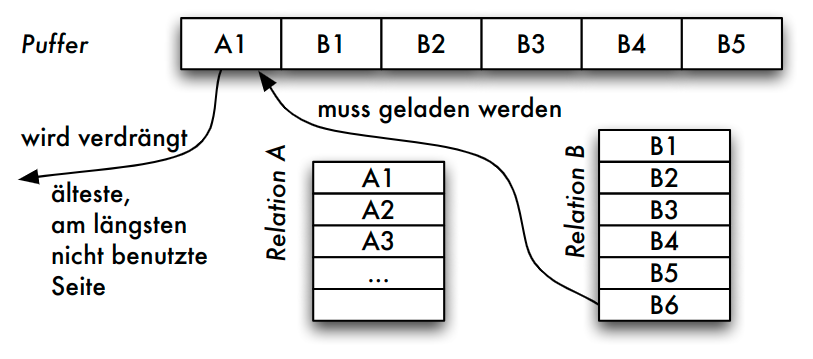 Puffer
A1 B1 B2 B3 B4 B5
muss geladen werden
wird verdrängt
älteste,
am längsten
nicht benutzte
Seite
Relation A
A1
A2
A3
...
Relation B
B1
B2
B3
B4
B5
B6